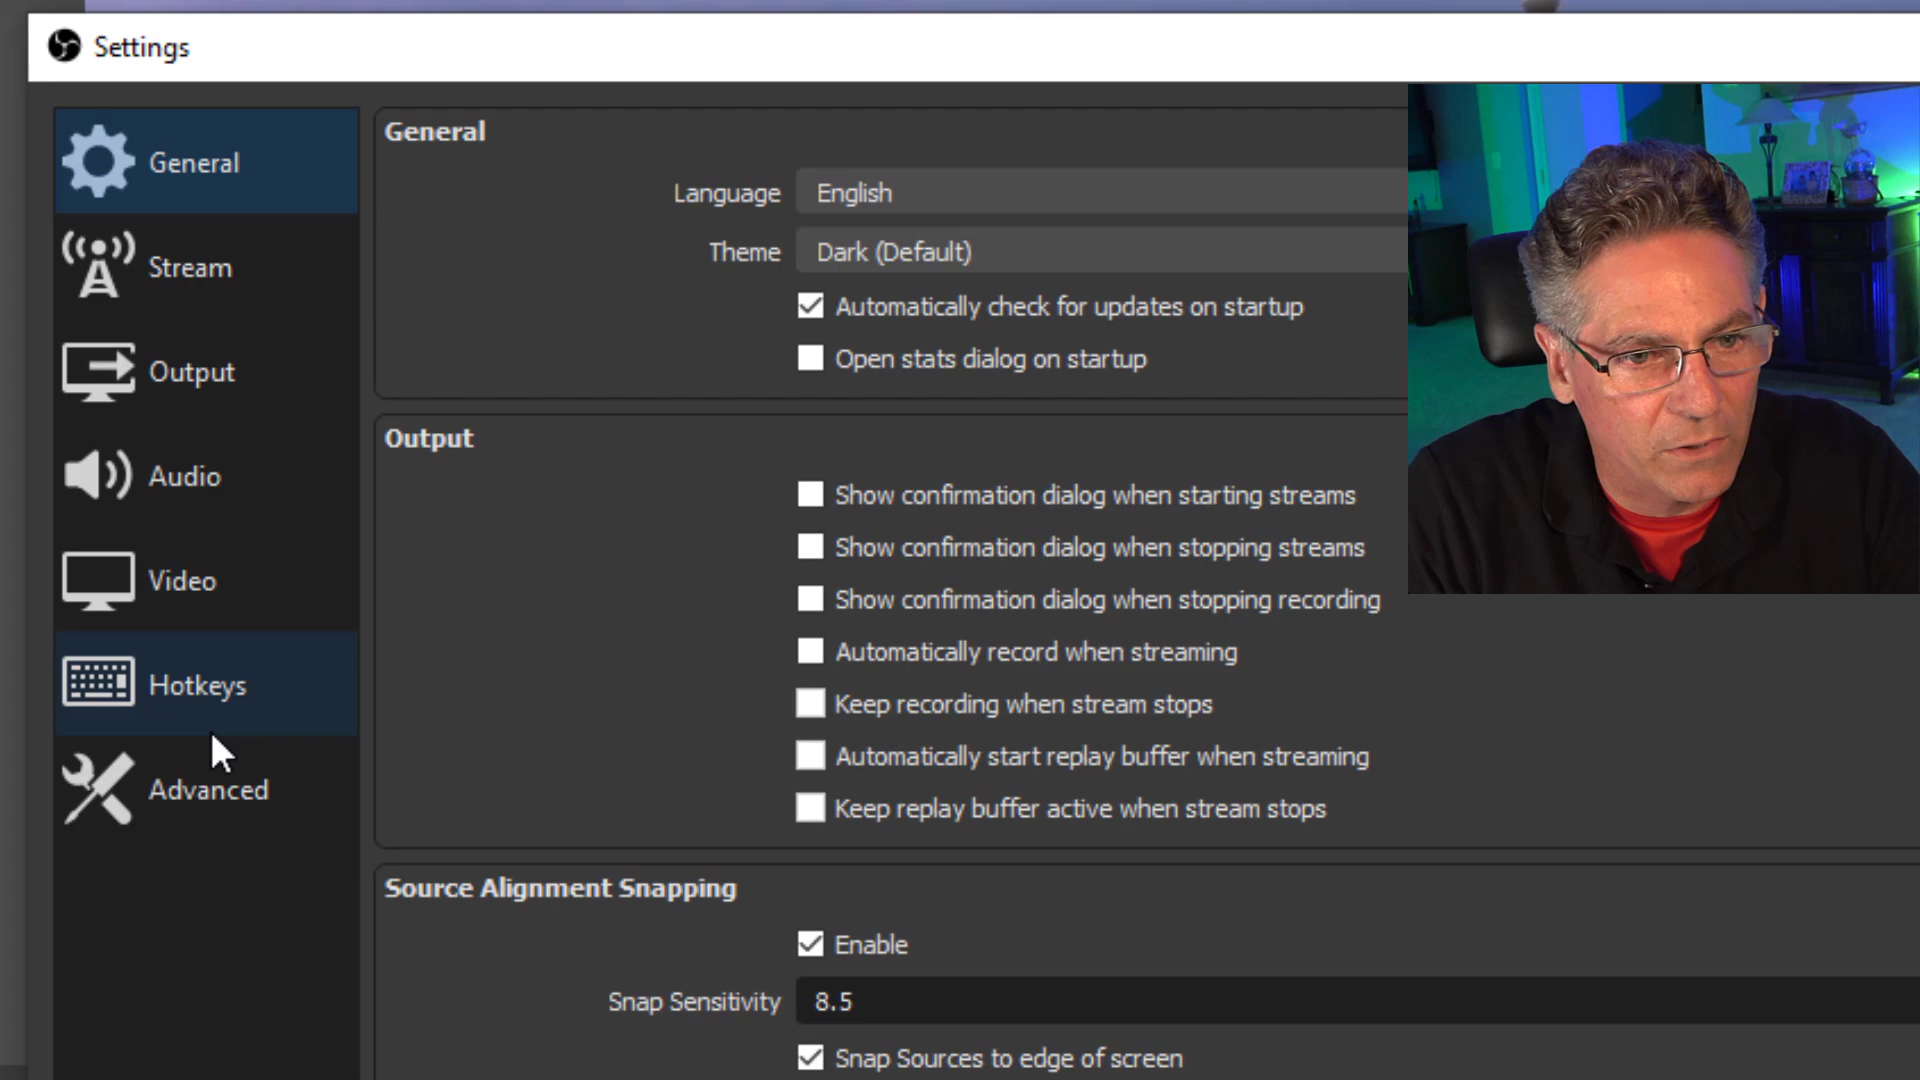 Settings
General
Stream
Output
Audio
Video
Hotkeys
Advanced
General
Language English
Theme Dark (Default)
Automatically check for updates on startup
Open stats dialog on startup
Output
Show confirmation dialog when starting streams
Show confirmation dialog when stopping streams
Show confirmation dialog when stopping recording
Automatically record when streaming
Keep recording when stream stops
Automatically start replay buffer when streaming
Keep replay buffer active when stream stops
Source Alignment Snapping
Enable
Snap Sensitivity 8.5
Snap Sources to edge of screen